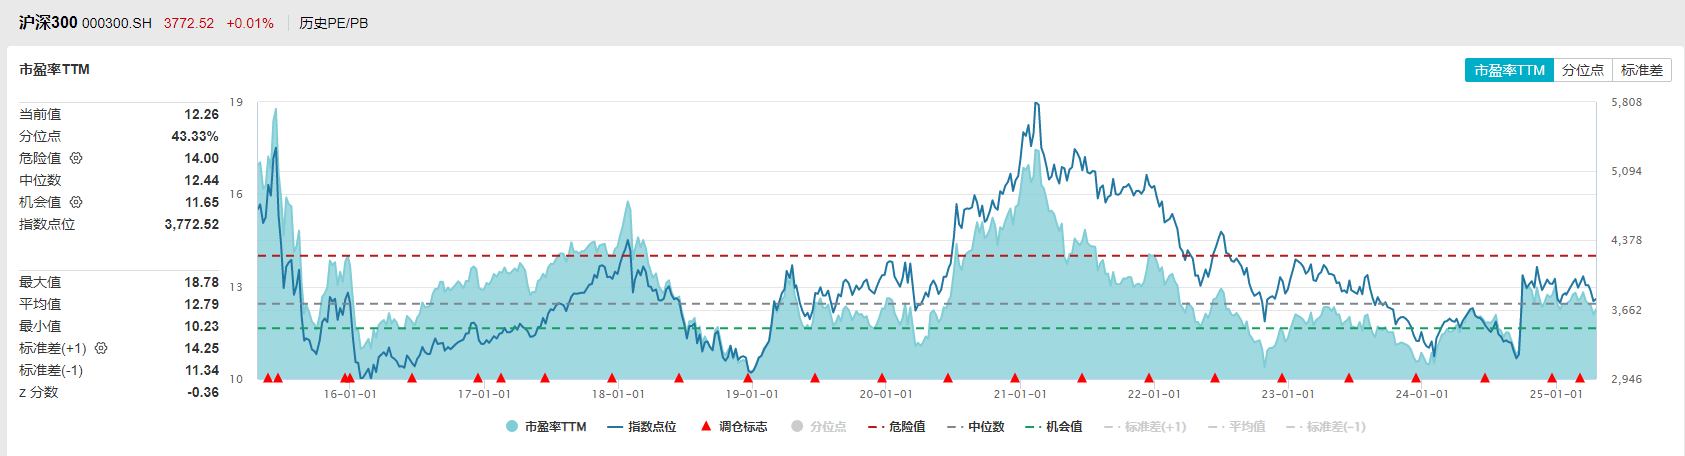 沪深300 000300.SH 3772.52 +0.01% 历史PE/PB
市盈率TTM 市盈率TTM 分位点 标准差
当前值 12.26
分位点 43.33%
危险值 14.00
中位数 12.44
机会值 11.65
指数点位 3,772.52
最大值 18.78
平均值 12.79
最小值 10.23
标准差(+1) 14.25
标准差(-1) 11.34
z 分数 -0.36
19 5,808
5,094
16
4,378
13
3,662
10 2,946
16-01-01 17-01-01 18-01-01 19-01-01 20-01-01 21-01-01 22-01-01 23-01-01 24-01-01 25-01-01
市盈率TTM 指数点位 调仓标志 分位点 危险值 中位数 机会值 标准差(+1) 平均值 标准差(-1)